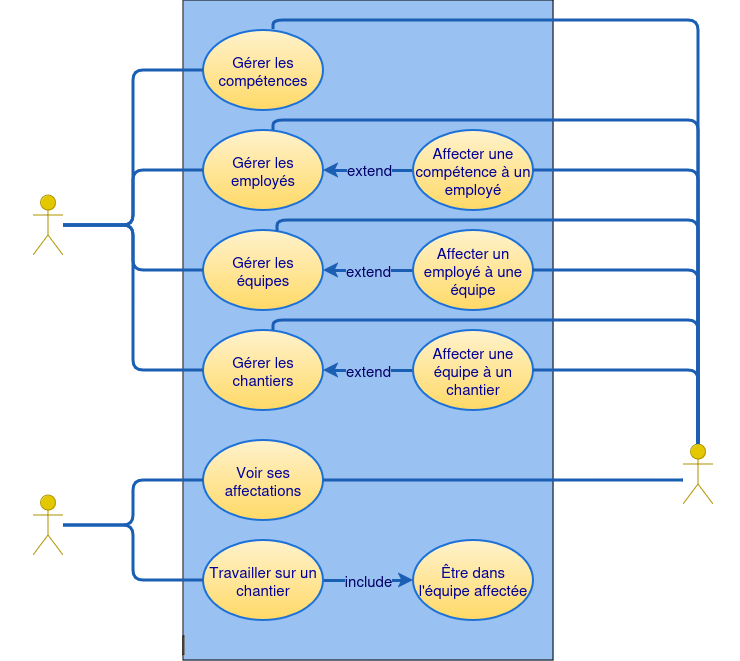 Gérer les
compétences
Gérer les
employés
extend
Affecter une
compétence à un
employé
Gérer les
équipes
extend
Affecter un
employé à une
équipe
Gérer les
chantiers
extend
Affecter une
équipe à un
chantier
Voir ses
affectations
Travailler sur un
chantier
include
Être dans
l'équipe affectée